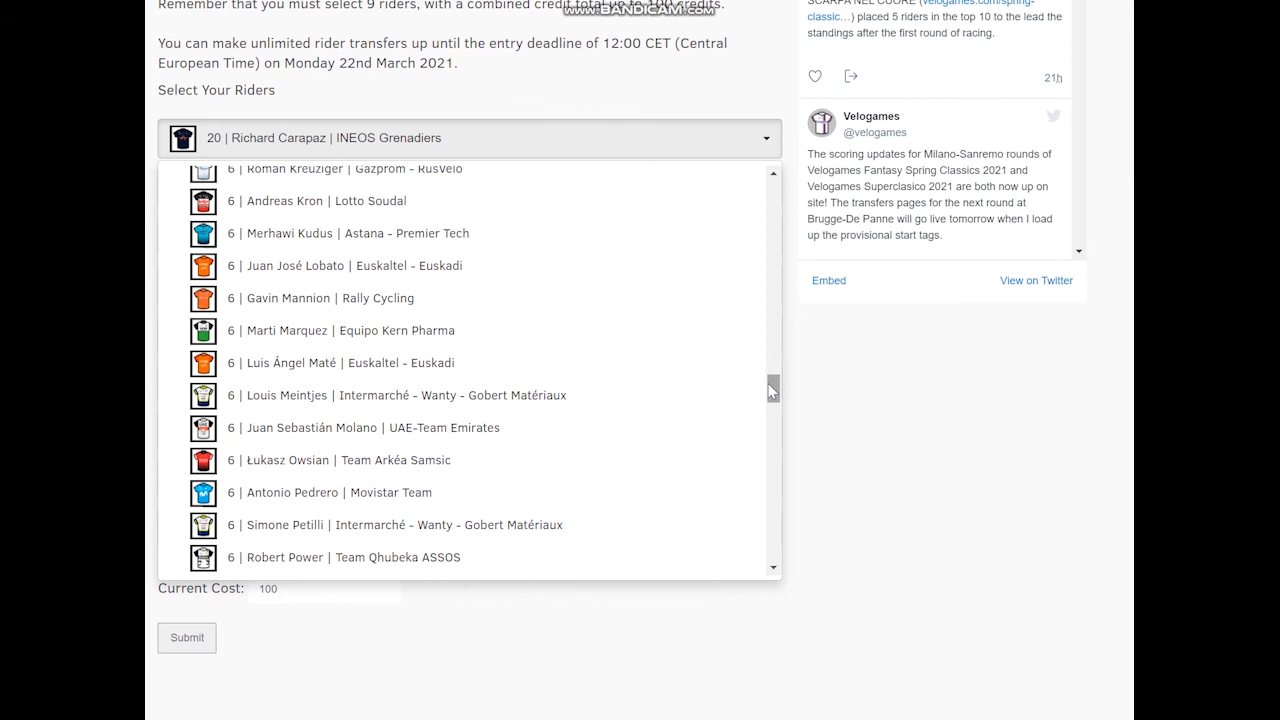 Remember that you must select 9 riders, with a combined credit total up to 100 credits.
www.BANDICAM.com
You can make unlimited rider transfers up until the entry deadline of 12:00 CET (Central
European Time) on Monday 22nd March 2021.
Select Your Riders
20 | Richard Carapaz | INEOS Grenadiers
6 | Roman Kreuziger | Gazprom - RusVelo
6 | Andreas Kron | Lotto Soudal
6 | Merhawi Kudus | Astana - Premier Tech
6 | Juan José Lobato | Euskaltel - Euskadi
6 | Gavin Mannion | Rally Cycling
6 | Marti Marquez | Equipo Kern Pharma
6 | Luis Ángel Maté | Euskaltel - Euskadi
6 | Louis Meintjes | Intermarché - Wanty - Gobert Matériaux
6 | Juan Sebastián Molano | UAE-Team Emirates
6 | Łukasz Owsian | Team Arkéa Samsic
6 | Antonio Pedrero | Movistar Team
6 | Simone Petilli | Intermarché - Wanty - Gobert Matériaux
6 | Robert Power | Team Qhubeka ASSOS
Current Cost: 100
Submit
SCARPA NEL CUORE (velogames.com/spring-
classic…) placed 5 riders in the top 10 to the lead the
standings after the first round of racing.
21h
Velogames
@velogames
The scoring updates for Milano-Sanremo rounds of
Velogames Fantasy Spring Classics 2021 and
Velogames Superclasico 2021 are both now up on
site! The transfers pages for the next round at
Brugge-De Panne will go live tomorrow when I load
up the provisional start tags.
Embed
View on Twitter